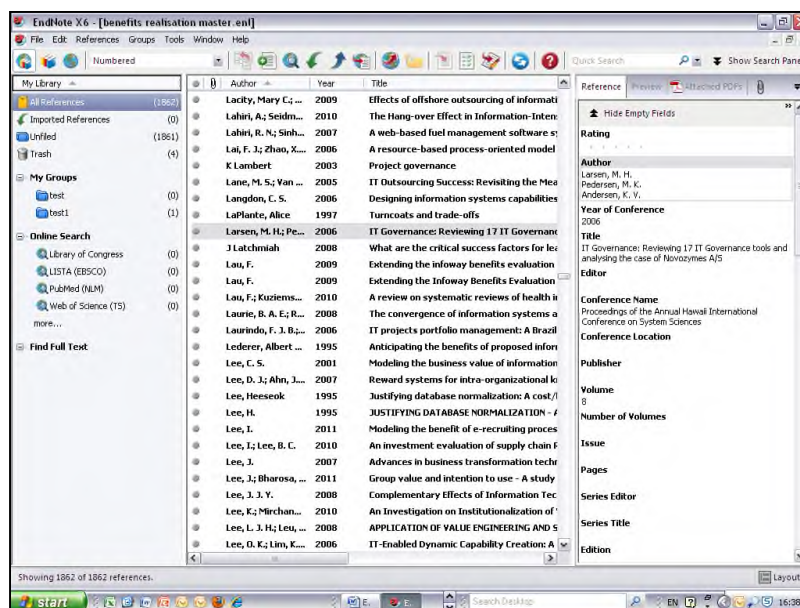 EndNote X6 - [benefits realisation master.enl]
File Edit References Groups Tools Window Help
Numbered
Quick Search
Show Search Pane
My Library
All References (1862)
Imported References (0)
Unfiled (1861)
Trash (4)
My Groups
test (0)
test1 (1)
Online Search
Library of Congress (0)
LISTA (EBSCO) (0)
PubMed (NLM) (0)
Web of Science (TS) (0)
more...
Find Full Text
Author Year Title
Lacity, Mary C.; ... 2009 Effects of offshore outsourcing of informati
Lahiri, A.; Seidm... 2010 The Hang-over Effect in Information-Inten
Lahiri, R. N.; Sinh... 2007 A web-based fuel management software s
Lai, F. J.; Zhao, X.... 2006 A resource-based process-oriented model
K Lambert 2003 Project governance
Lane, M. S.; Van ... 2005 IT Outsourcing Success: Revisiting the Mea
Langdon, C. S. 2006 Designing information systems capabilities
LaPlante, Alice 1997 Turncoats and trade-offs
Larsen, M. H.; Pe... 2006 IT Governance: Reviewing 17 IT Governanc
J Latchmiah 2008 What are the critical success factors for lea
Lau, F. 2009 Extending the infoway benefits evaluation
Lau, F. 2009 Extending the Infoway Benefits Evaluation
Lau, F.; Kuziems... 2010 A review on systematic reviews of health i
Laurie, B. A. E.; R... 2008 The convergence of information systems a
Laurindo, F. J. B.;... 2006 IT projects portfolio management: A Brazil
Lederer, Albert ... 1995 Anticipating the benefits of proposed infor
Lee, C. S. 2001 Modeling the business value of information
Lee, D. J.; Ahn, J.... 2007 Reward systems for intra-organizational k
Lee, Heeseok 1995 Justifying database normalization: A cost/
Lee, H. 1995 JUSTIFYING DATABASE NORMALIZATION - A
Lee, I. 2011 Modeling the benefit of e-recruiting proces
Lee, I.; Lee, B. C. 2010 An investment evaluation of supply chain
Lee, J. 2007 Advances in business transformation techn
Lee, J.; Bharosa, ... 2011 Group value and intention to use - A study
Lee, J. J. Y. 2008 Complementary Effects of Information Tec
Lee, K.; Mirchan... 2010 An Investigation on Institutionalization of
Lee, L. J. H.; Leu, ... 2008 APPLICATION OF VALUE ENGINEERING AND S
Lee, O. K.; Lim, K.... 2006 IT-Enabled Dynamic Capability Creation: A
Reference Preview Attached PDFs
Hide Empty Fields
Rating
Author
Larsen, M. H.
Pedersen, M. K.
Andersen, K. V.
Year of Conference
2006
Title
IT Governance: Reviewing 17 IT Governance tools and
analysing the case of Novozymes A/S
Editor
Conference Name
Proceedings of the Annual Hawaii International
Conference on System Sciences
Conference Location
Publisher
Volume
8
Number of Volumes
Issue
Pages
Series Editor
Series Title
Edition
Showing 1862 of 1862 references.
Layout
start
E.
E.
Search Desktop
EN
16:38